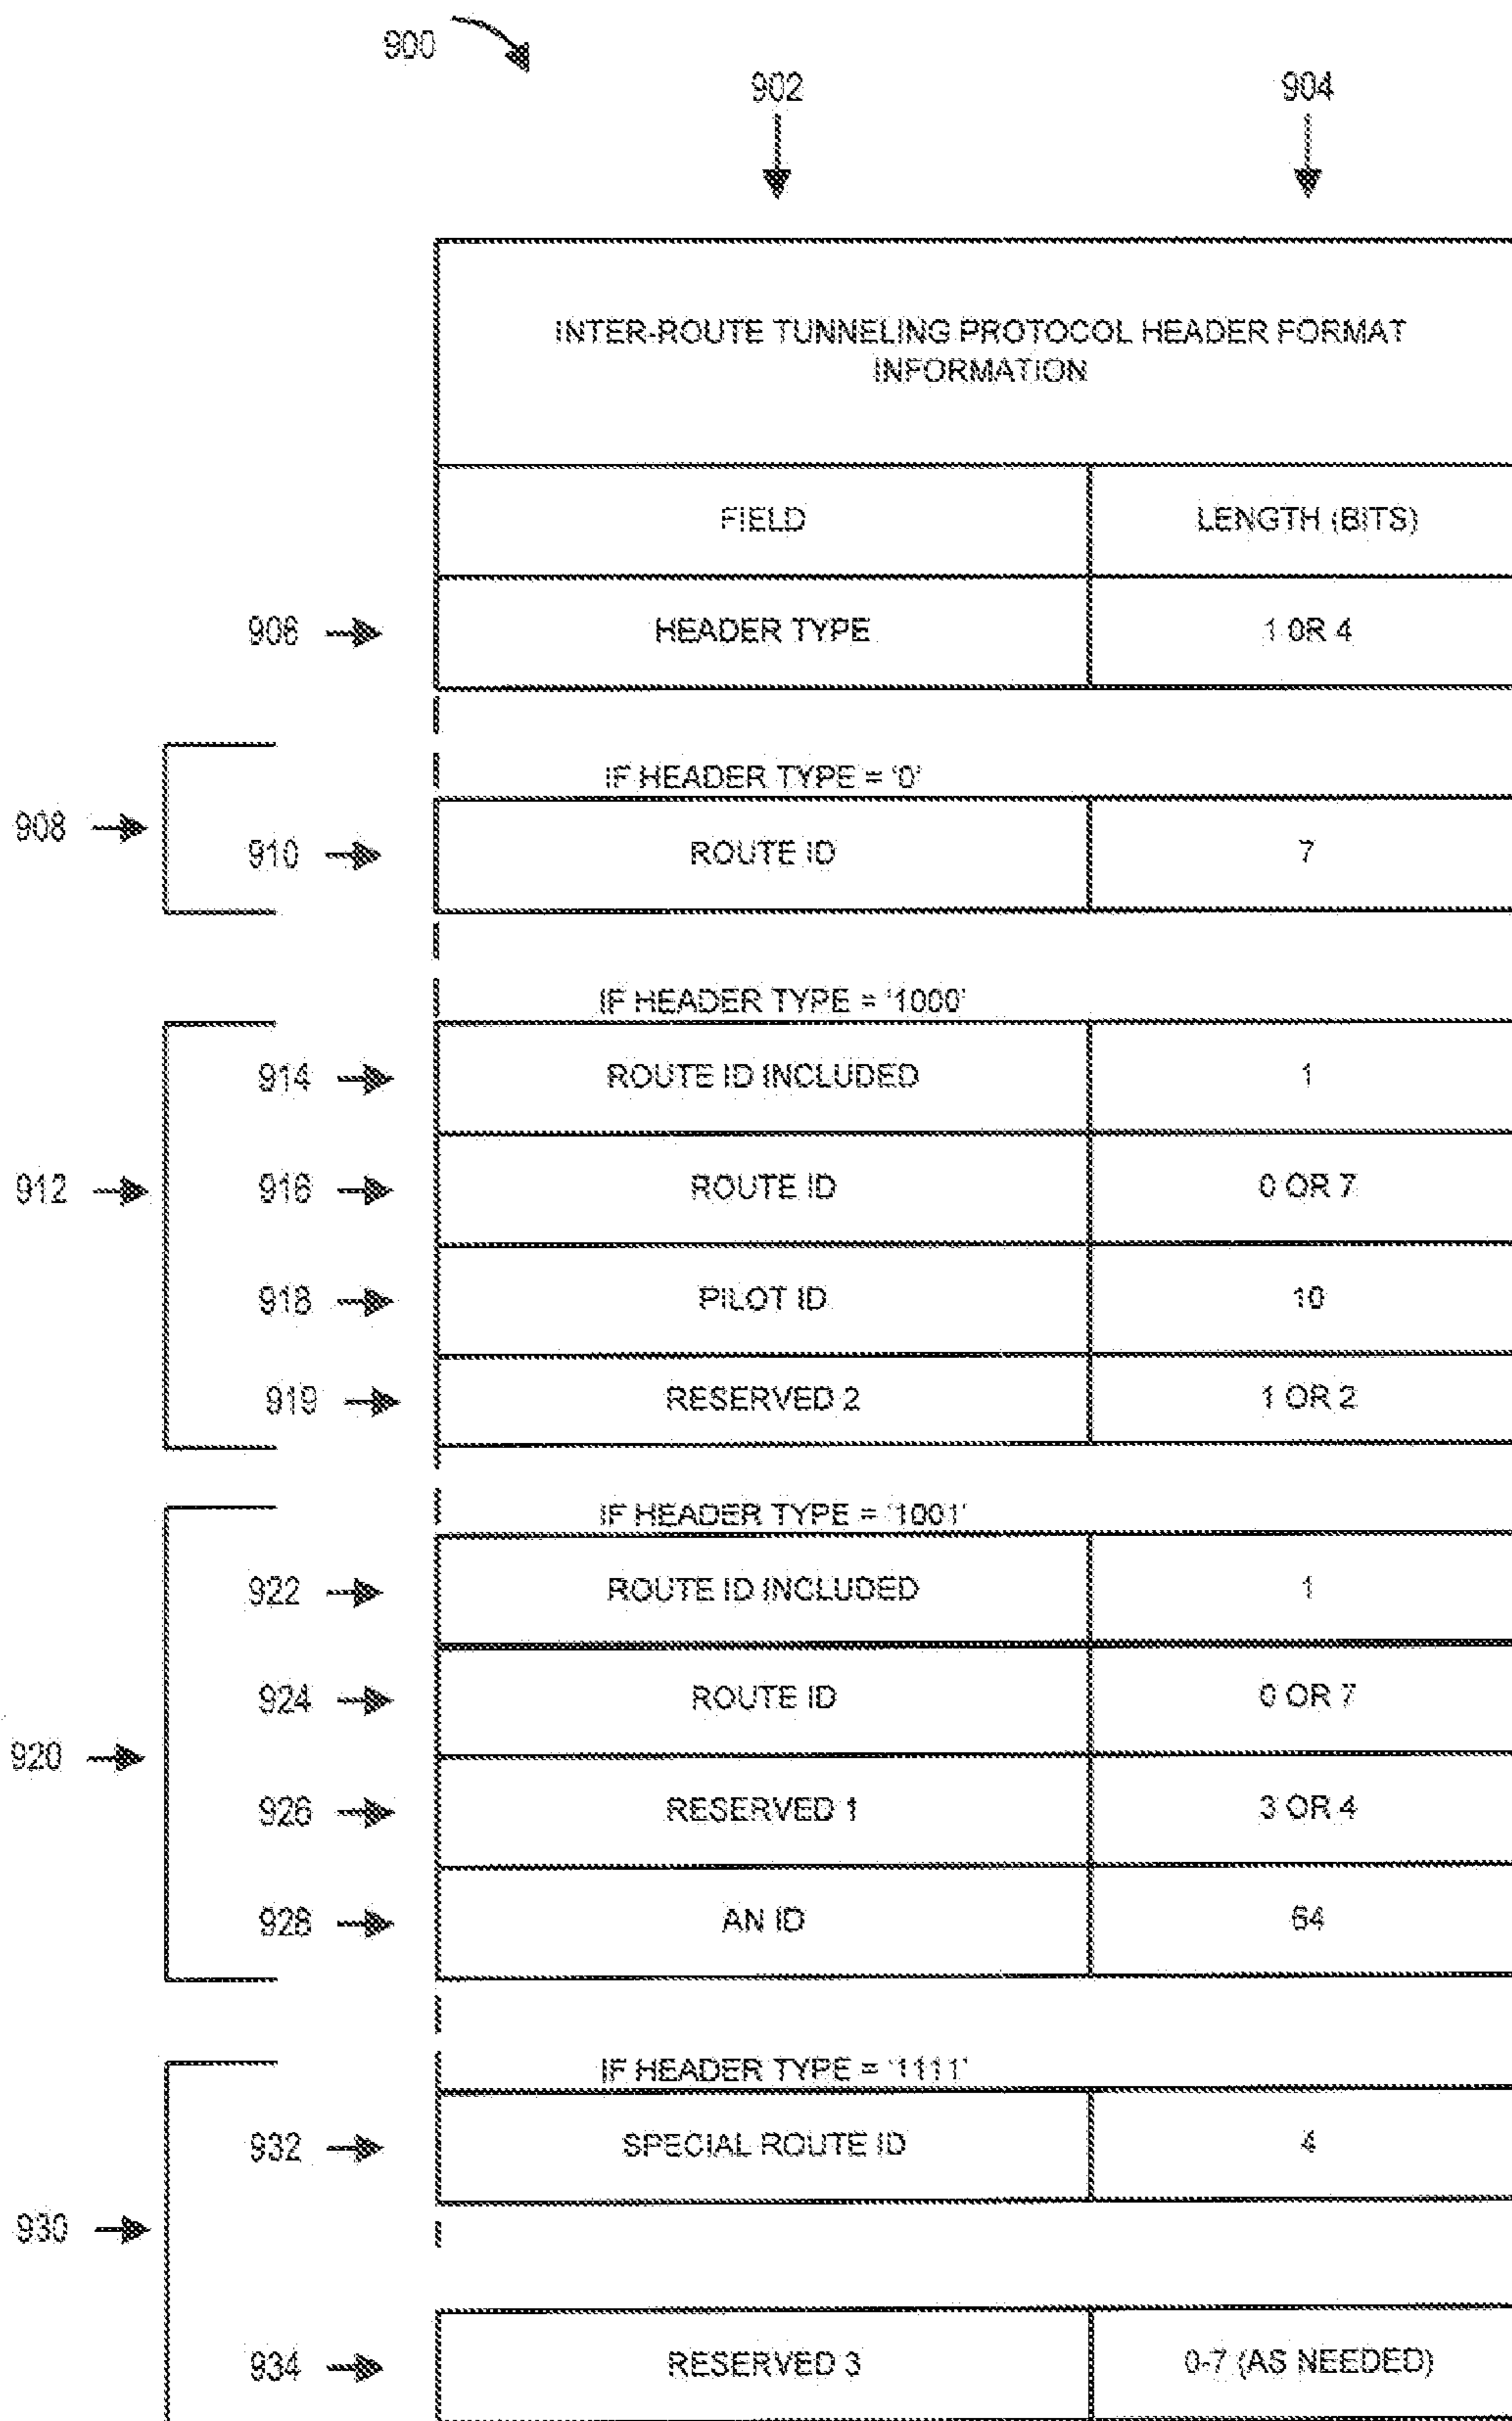 900
902 904
INTER-ROUTE TUNNELING PROTOCOL HEADER FORMAT
INFORMATION
FIELD LENGTH (BITS)
906 HEADER TYPE 1 0R 4
IF HEADER TYPE = '0'
908
910 ROUTE ID 7
IF HEADER TYPE = '1000'
914 ROUTE ID INCLUDED 1
912 916 ROUTE ID 0 OR 7
918 PILOT ID 10
919 RESERVED 2 1 OR 2
IF HEADER TYPE = '1001'
922 ROUTE ID INCLUDED 1
924 ROUTE ID 0 OR 7
920
926 RESERVED 1 3 OR 4
928 AN ID 64
IF HEADER TYPE = '1111'
932 SPECIAL ROUTE ID 4
930
934 RESERVED 3 0-7 (AS NEEDED)